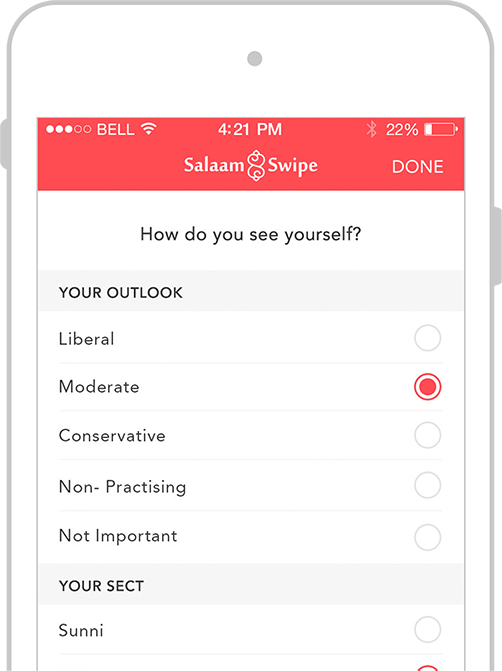 BELL 4:21 PM 22%
Salaam Swipe DONE
How do you see yourself?
YOUR OUTLOOK
Liberal
Moderate
Conservative
Non- Practising
Not Important
YOUR SECT
Sunni